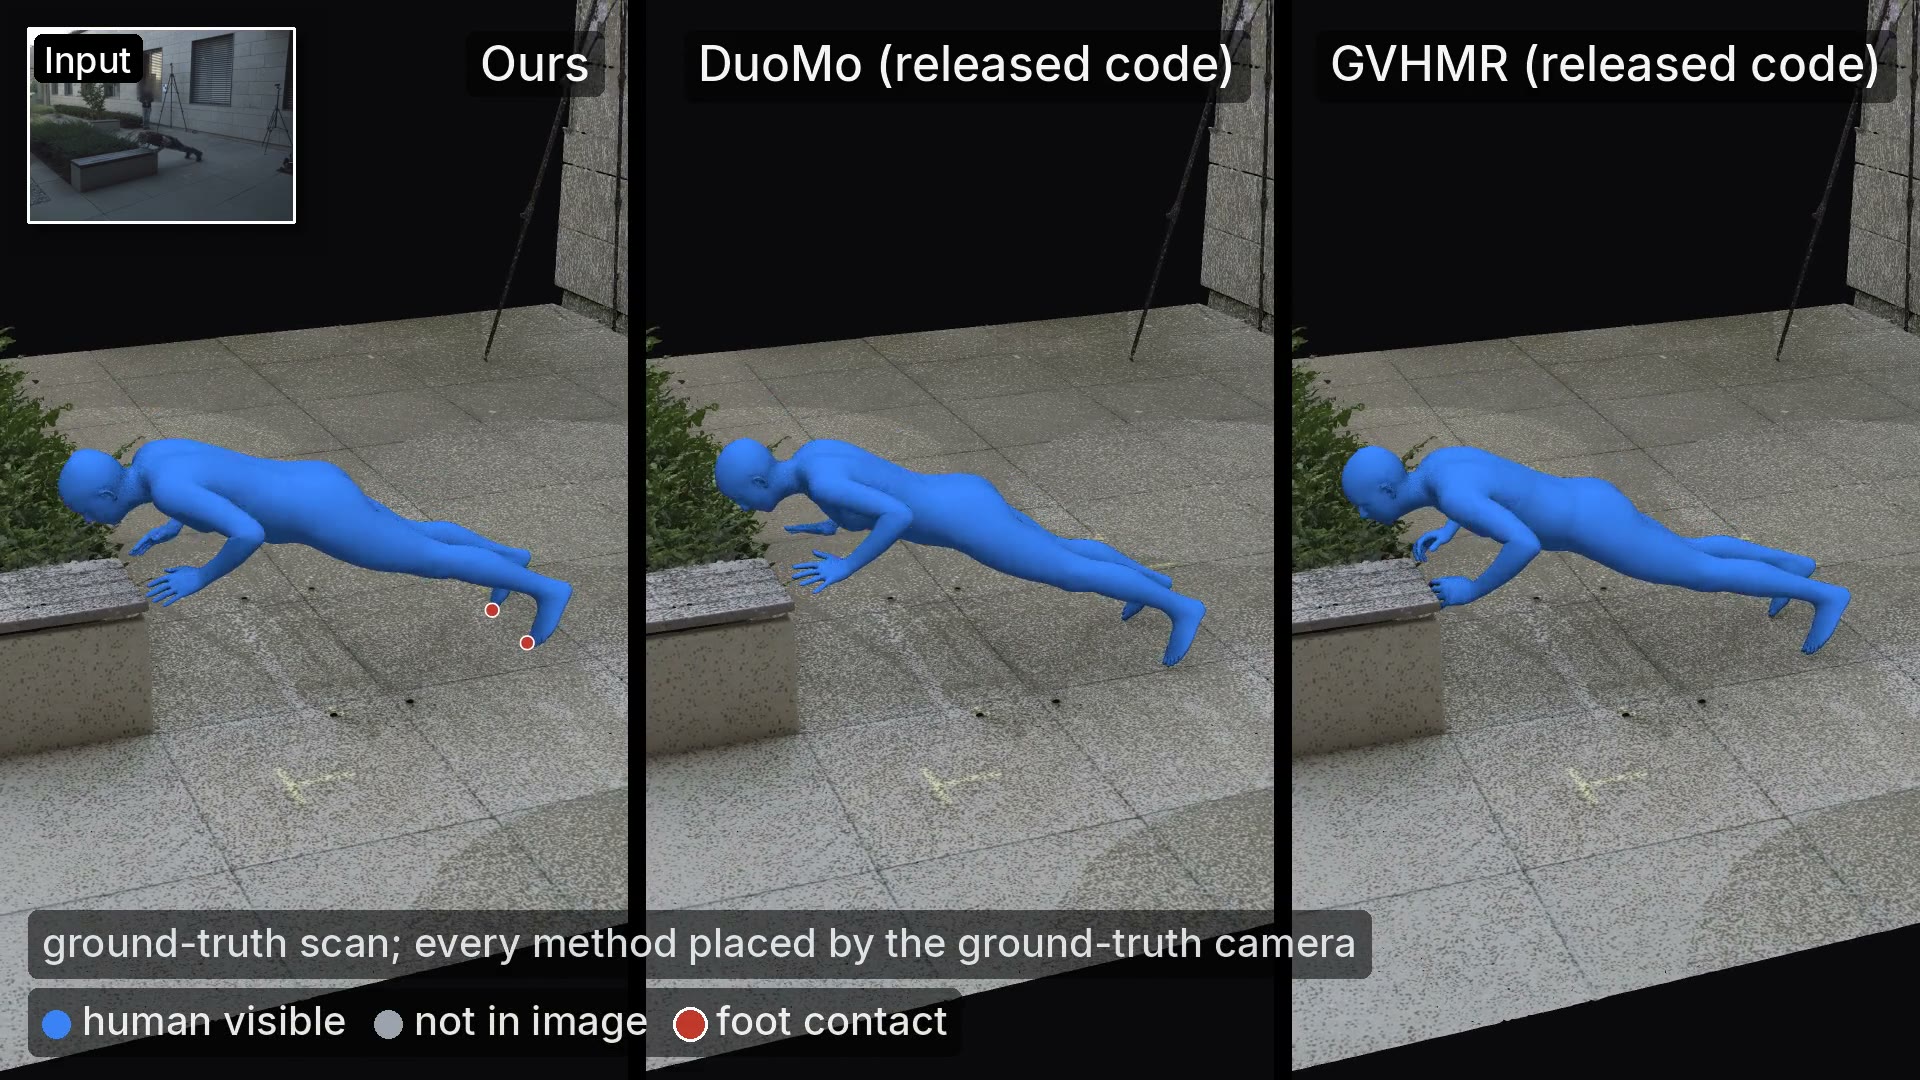 Input
Ours
DuoMo (released code)
GVHMR (released code)
ground-truth scan; every method placed by the ground-truth camera
human visible
not in image
foot contact